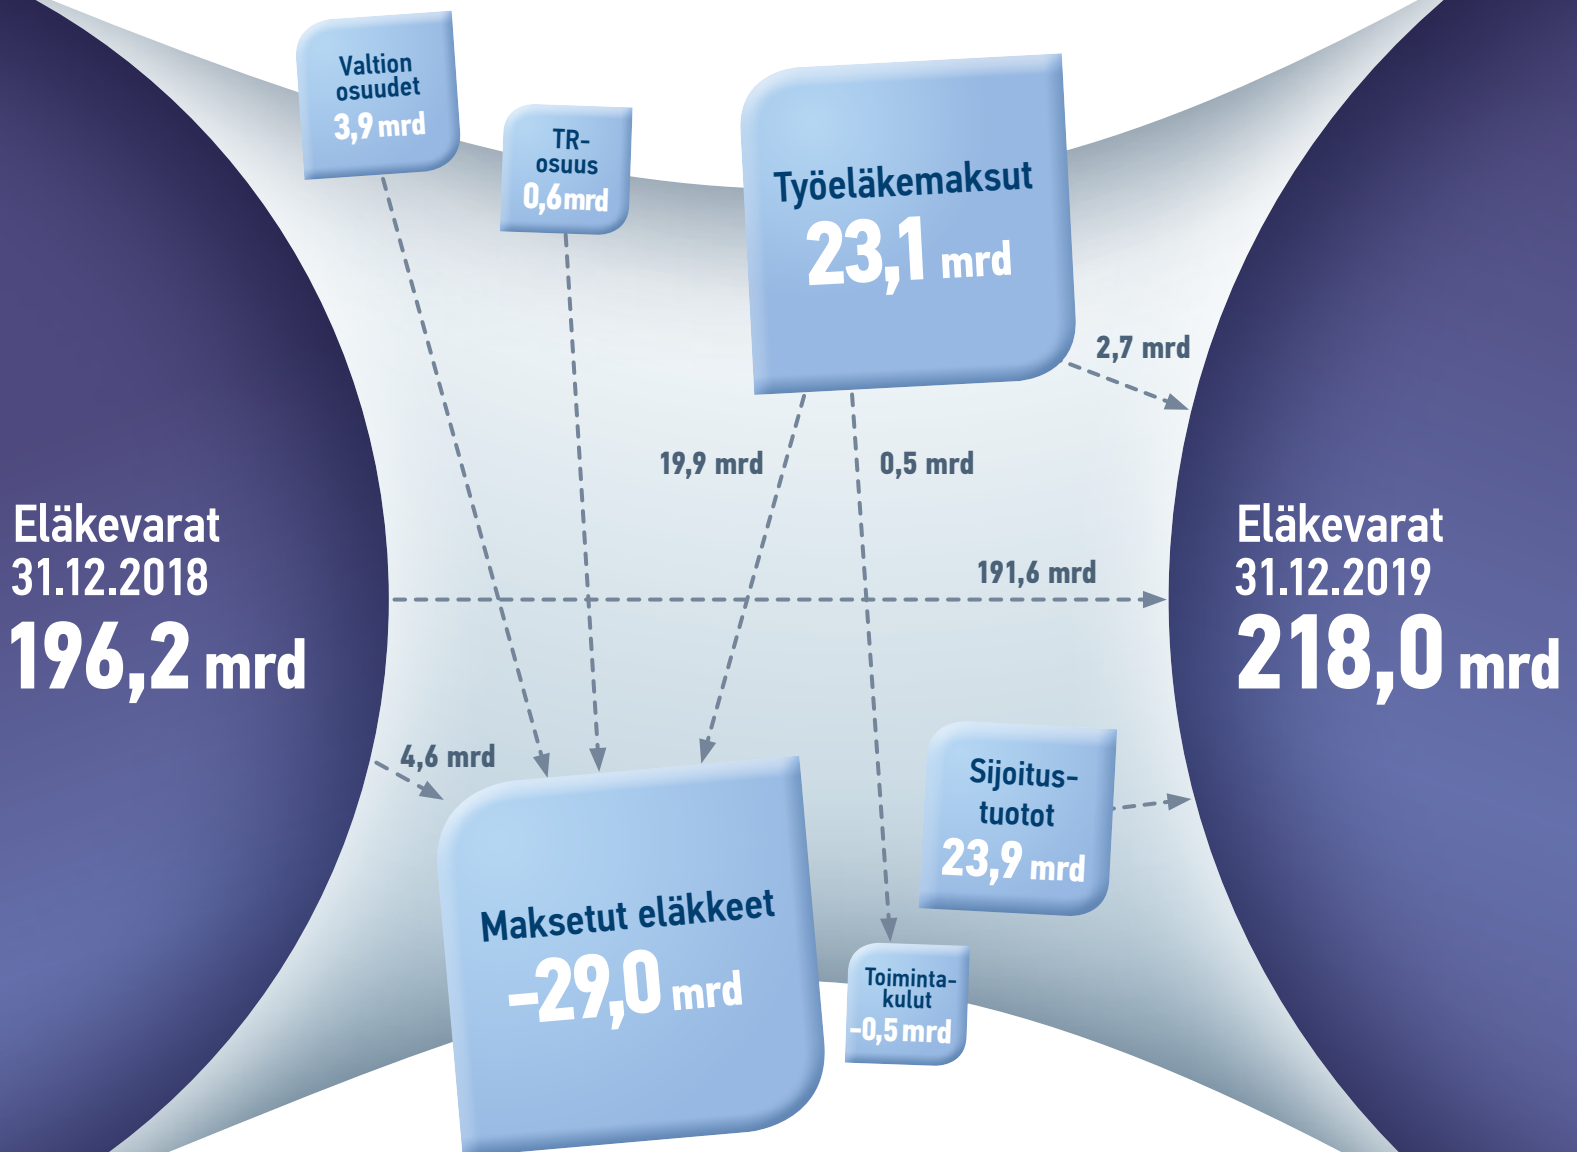 Valtion
osuudet
3,9 mrd
TR-
osuus
0,6 mrd
Työeläkemaksut
23,1 mrd
2,7 mrd
19,9 mrd
0,5 mrd
Eläkevarat
31.12.2018
196,2 mrd
191,6 mrd
Eläkevarat
31.12.2019
218,0 mrd
4,6 mrd
Sijoitus-
tuotot
23,9 mrd
Maksetut eläkkeet
-29,0 mrd
Toiminta-
kulut
-0,5 mrd